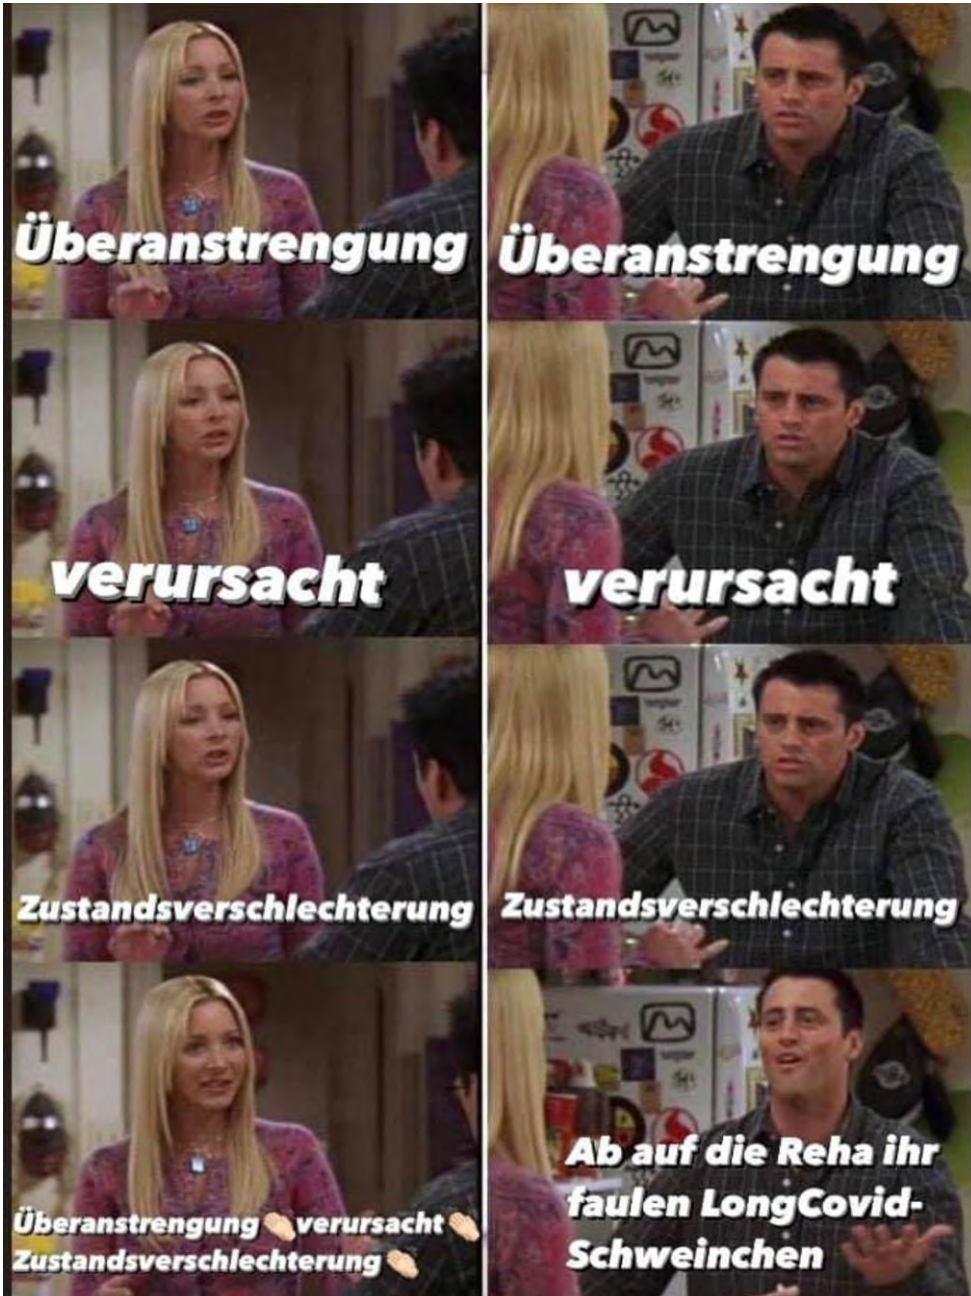 Überanstrengung
Überanstrengung
verursacht
verursacht
Zustandsverschlechterung
Zustandsverschlechterung
Überanstrengung👏🏻verursacht👏🏻
Zustandsverschlechterung👏🏻
Ab auf die Reha ihr
faulen LongCovid-
Schweinchen